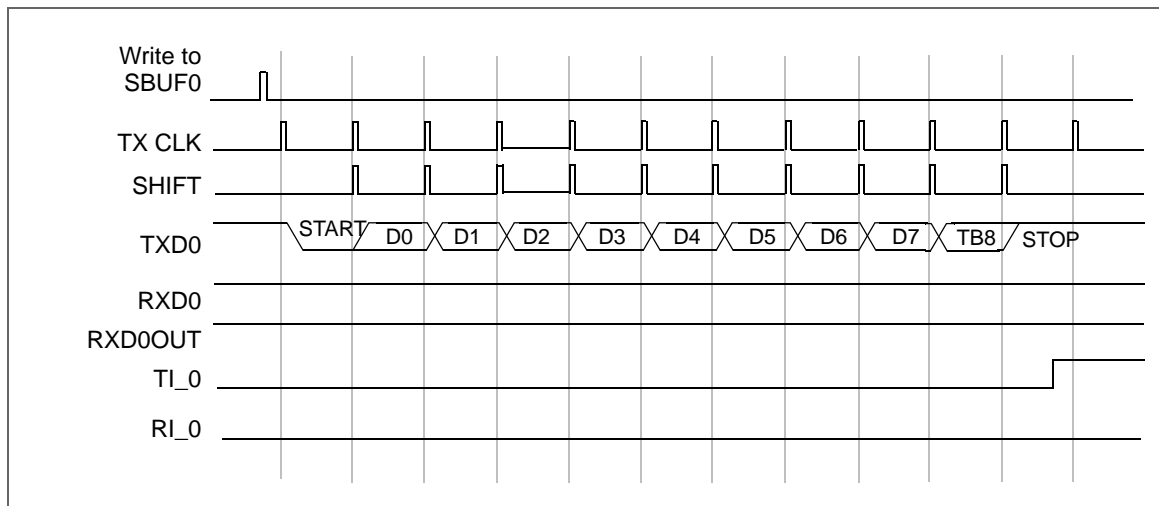 Write to
SBUF0
TX CLK
SHIFT
TXD0
START D0 D1 D2 D3 D4 D5 D6 D7 TB8 STOP
RXD0
RXD0OUT
TI_0
RI_0